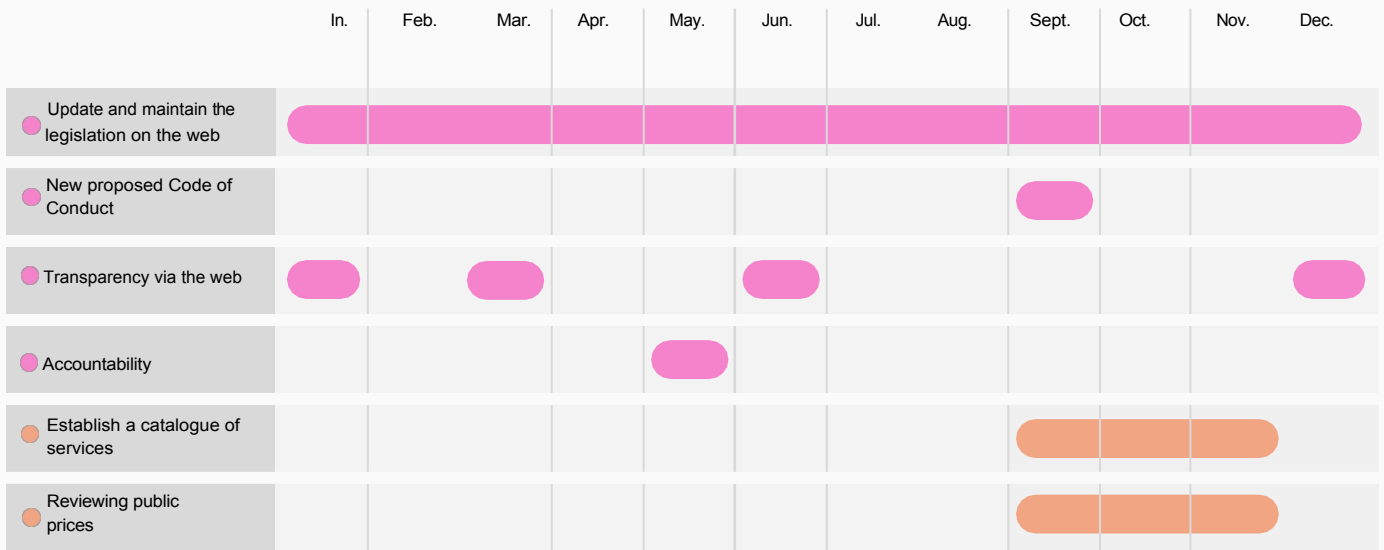 In. Feb. Mar. Apr. May. Jun. Jul. Aug. Sept. Oct. Nov. Dec.
Update and maintain the
legislation on the web
New proposed Code of
Conduct
Transparency via the web
Accountability
Establish a catalogue of
services
Reviewing public
prices